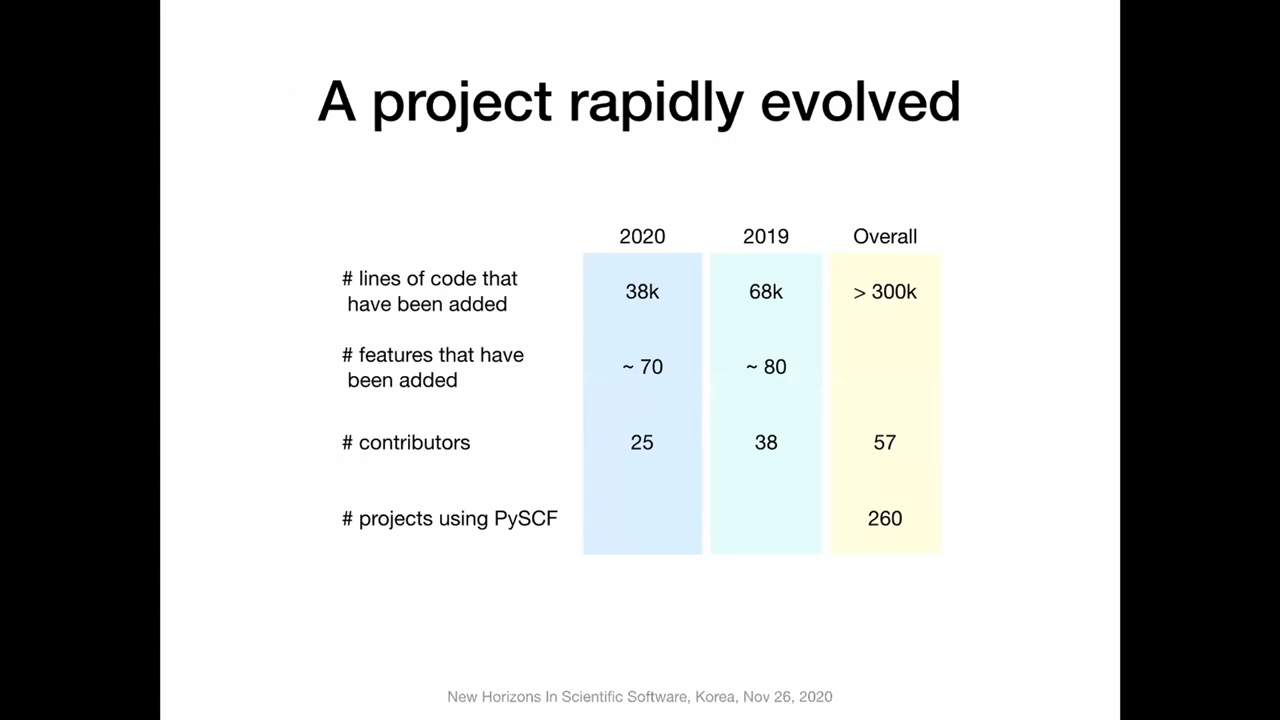 A project rapidly evolved
2020 2019 Overall
# lines of code that
have been added
38k 68k > 300k
# features that have
been added
~ 70 ~ 80
# contributors 25 38 57
# projects using PySCF 260
New Horizons In Scientific Software, Korea, Nov 26, 2020